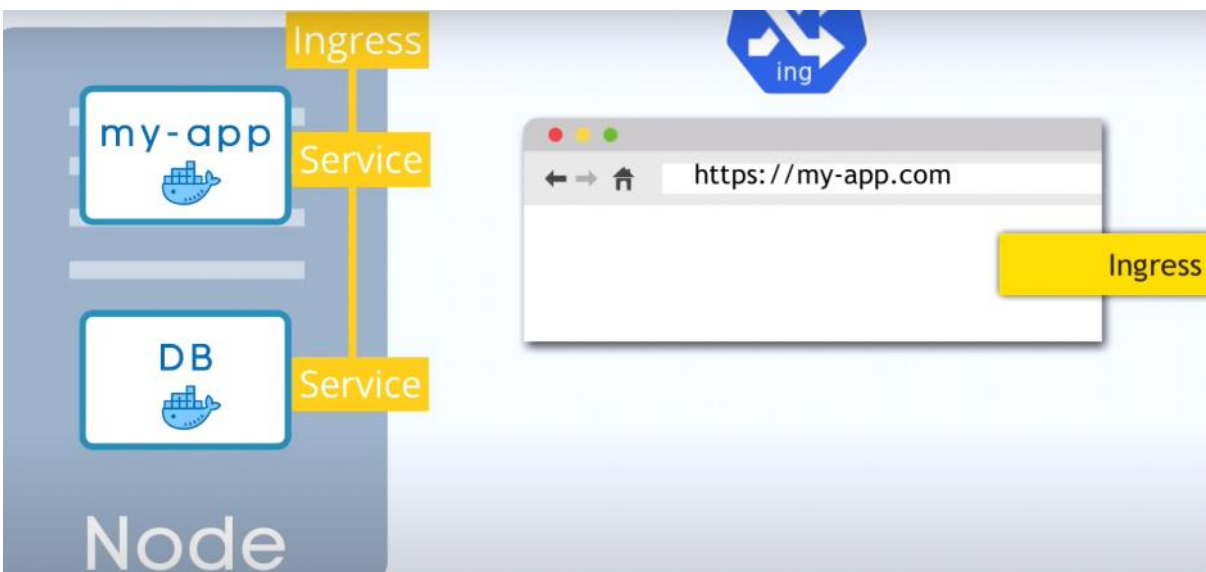 Ingress
my-app
Service
DB
Service
Node
ing
https://my-app.com
Ingress